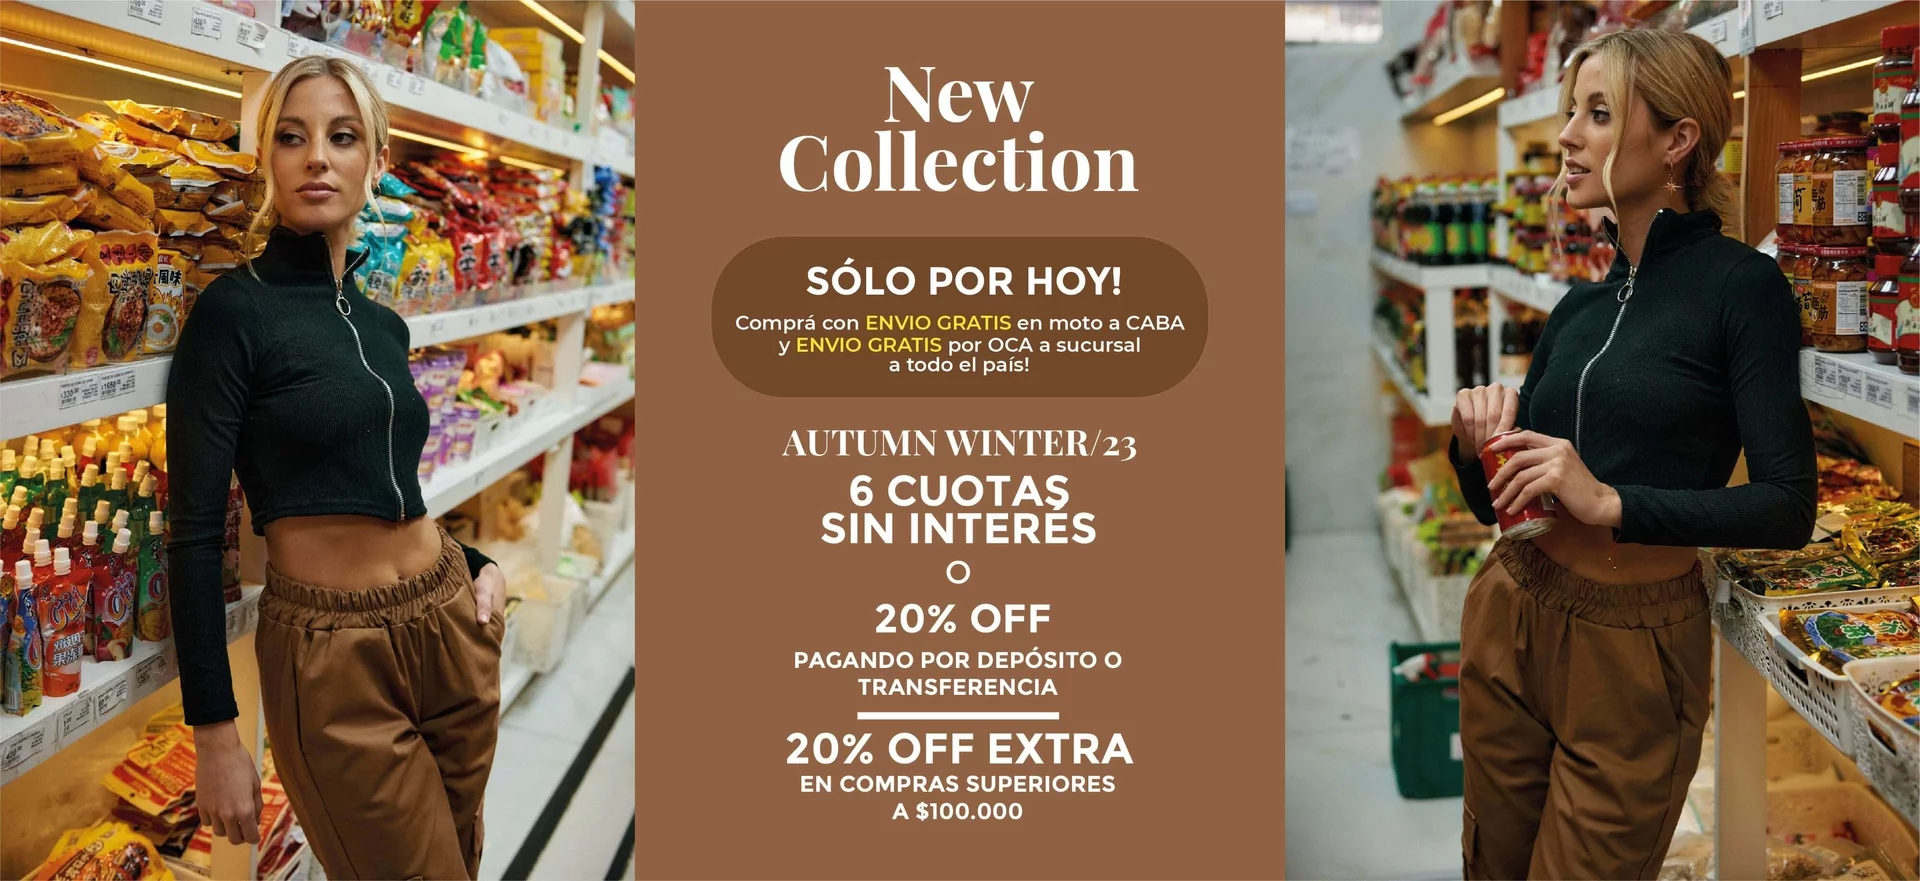 New
Collection
SÓLO POR HOY!
Comprá con ENVIO GRATIS en moto a CABA
y ENVIO GRATIS por OCA a sucursal
a todo el país!
AUTUMN WINTER/23
6 CUOTAS
SIN INTERÉS
O
20% OFF
PAGANDO POR DEPÓSITO O
TRANSFERENCIA
20% OFF EXTRA
EN COMPRAS SUPERIORES
A $100.000